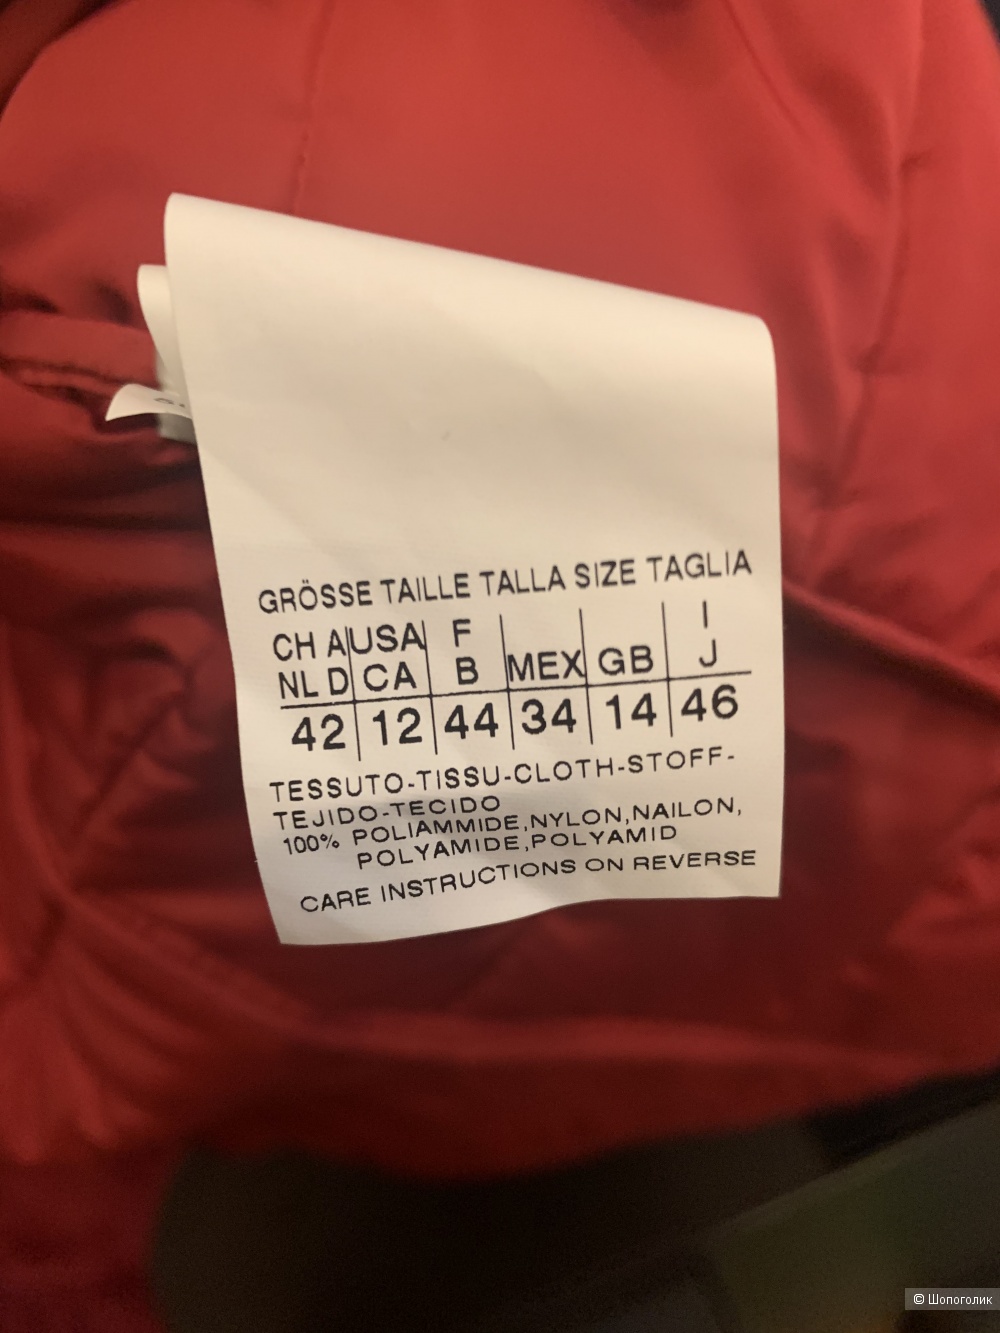 GRÖSSE TAILLE TALLA SIZE TAGLIA
CH A USA F I
NL D CA B MEX GB J
42 12 44 34 14 46
TESSUTO-TISSU-CLOTH-STOFF-
TEJIDO-TECIDO
100% POLIAMMIDE,NYLON,NAILON,
POLYAMIDE,POLYAMID
CARE INSTRUCTIONS ON REVERSE
© Шопоголик